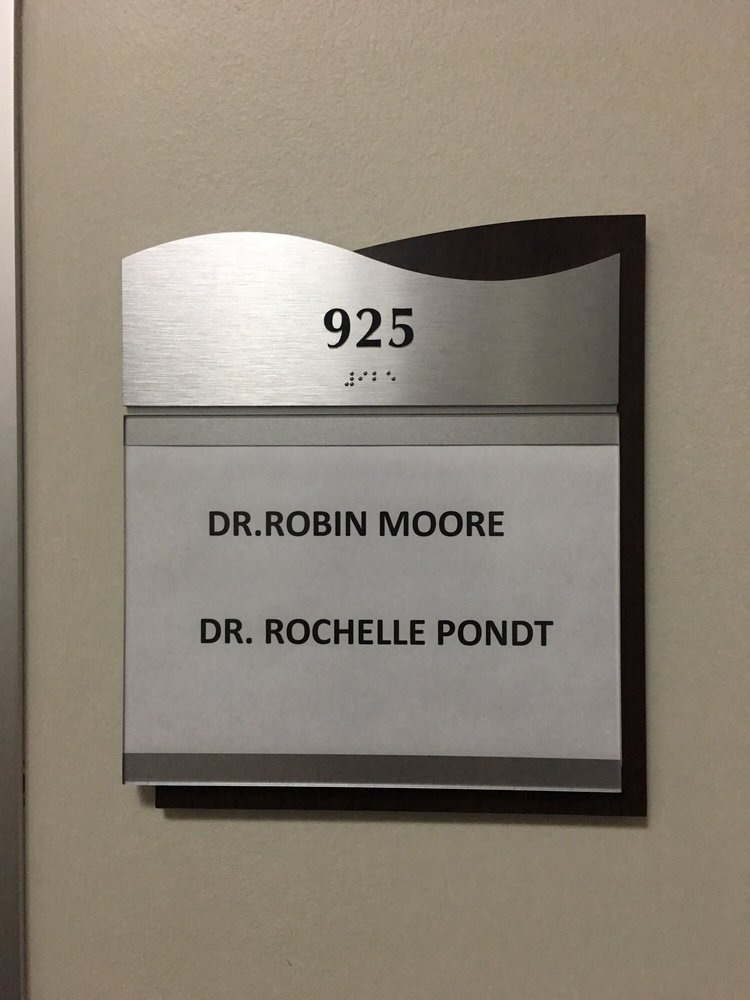 925
⠼⠊⠃⠑
DR.ROBIN MOORE
DR. ROCHELLE PONDT